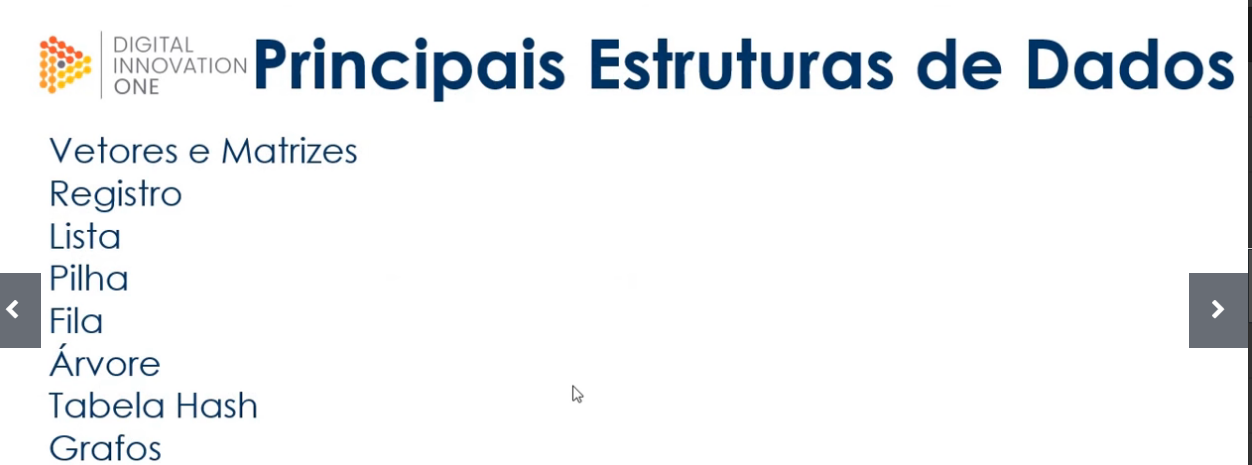 DIGITAL
INNOVATION
ONE
Principais Estruturas de Dados
Vetores e Matrizes
Registro
Lista
Pilha
Fila
Árvore
Tabela Hash
Grafos